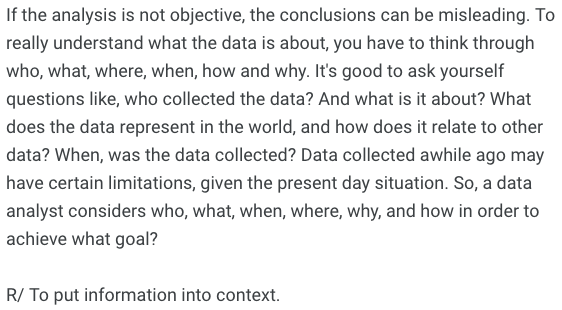 If the analysis is not objective, the conclusions can be misleading. To
really understand what the data is about, you have to think through
who, what, where, when, how and why. It's good to ask yourself
questions like, who collected the data? And what is it about? What
does the data represent in the world, and how does it relate to other
data? When, was the data collected? Data collected awhile ago may
have certain limitations, given the present day situation. So, a data
analyst considers who, what, when, where, why, and how in order to
achieve what goal?
R/ To put information into context.